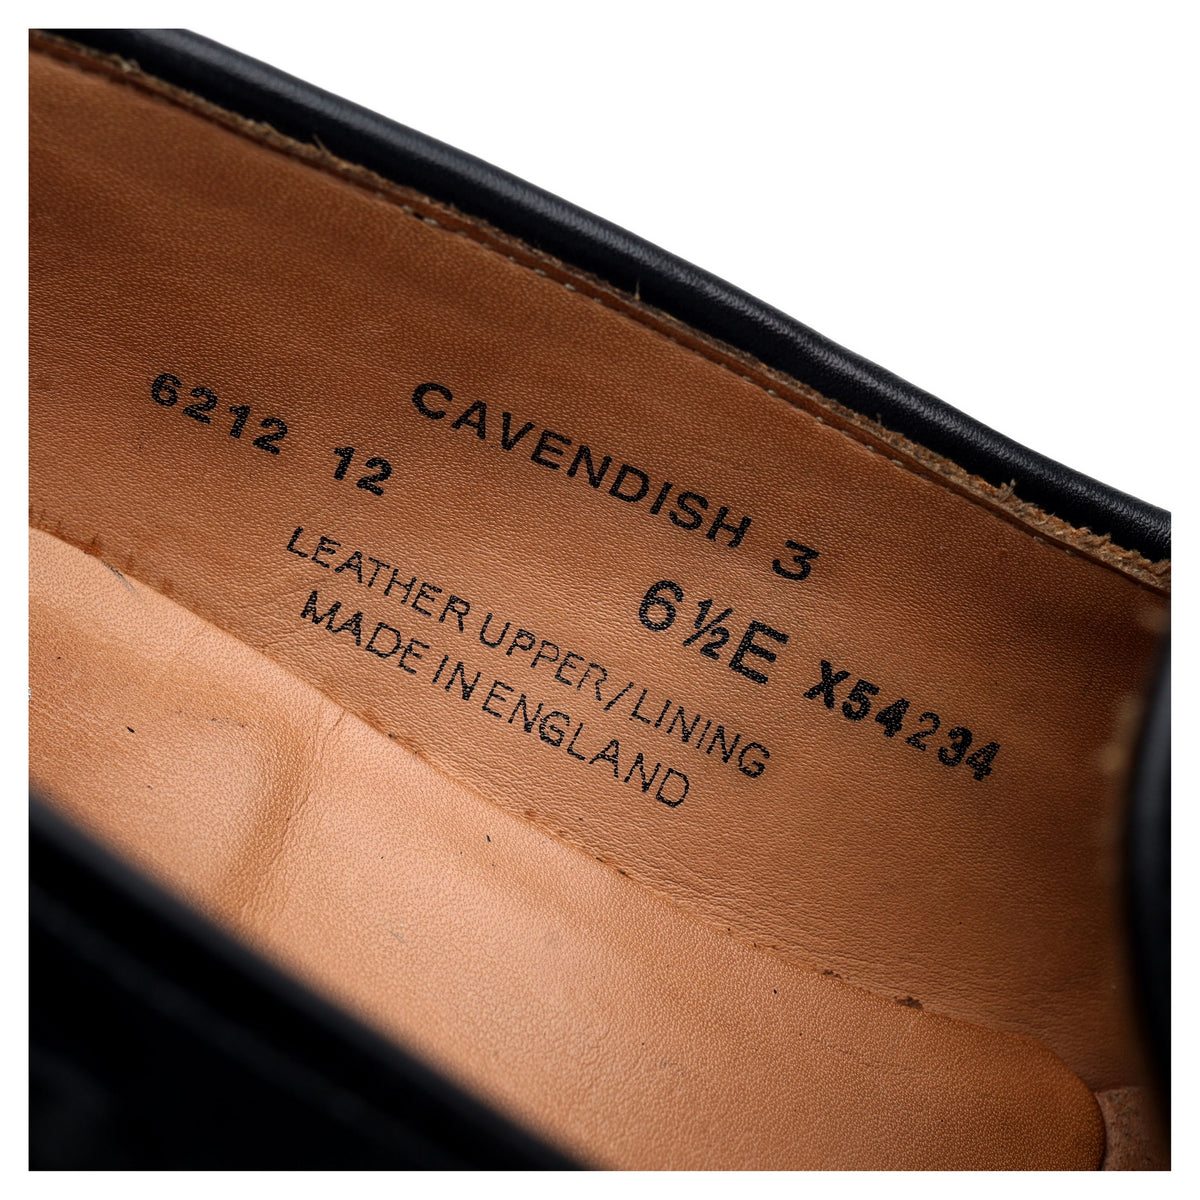 CAVENDISH 3
6212 12
6½E X54234
LEATHER UPPER/LINING
MADE IN ENGLAND